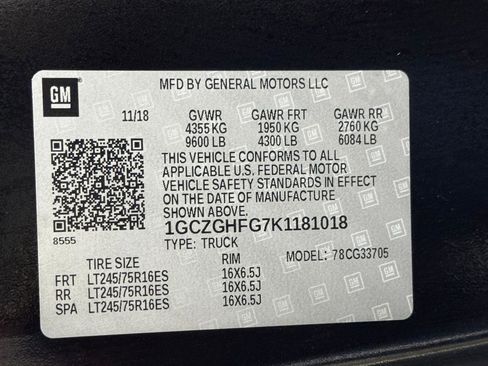 GM
MFD BY GENERAL MOTORS LLC
11/18 GVWR GAWR FRT GAWR RR
4355 KG 1950 KG 2760 KG
9600 LB 4300 LB 6084 LB
THIS VEHICLE CONFORMS TO ALL
APPLICABLE U.S. FEDERAL MOTOR
VEHICLE SAFETY STANDARDS IN EFFECT
ON THE DATE OF MANUFACTURE
SHOWN ABOVE.
8555 1GCZGHFG7K1181018
TYPE: TRUCK MODEL: 78CG33705
TIRE SIZE RIM
FRT LT245/75R16ES 16X6.5J
RR LT245/75R16ES 16X6.5J
SPA LT245/75R16ES 16X6.5J